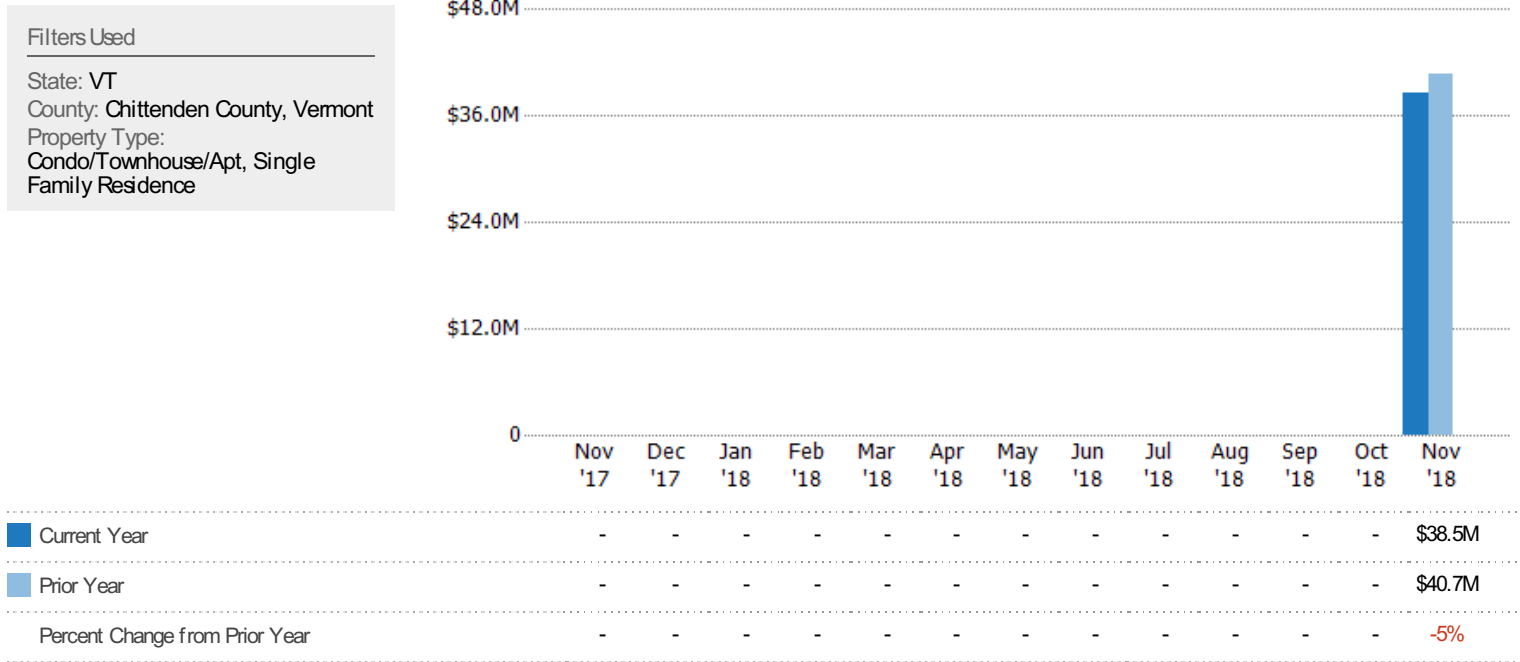 Filters Used
State: VT
County: Chittenden County, Vermont
Property Type:
Condo/Townhouse/Apt, Single
Family Residence
$48.0M
$36.0M
$24.0M
$12.0M
0
Nov Dec Jan Feb Mar Apr May Jun Jul Aug Sep Oct Nov
'17 '17 '18 '18 '18 '18 '18 '18 '18 '18 '18 '18 '18
Current Year - - - - - - - - - - - - $38.5M
Prior Year - - - - - - - - - - - - $40.7M
Percent Change from Prior Year - - - - - - - - - - - - -5%